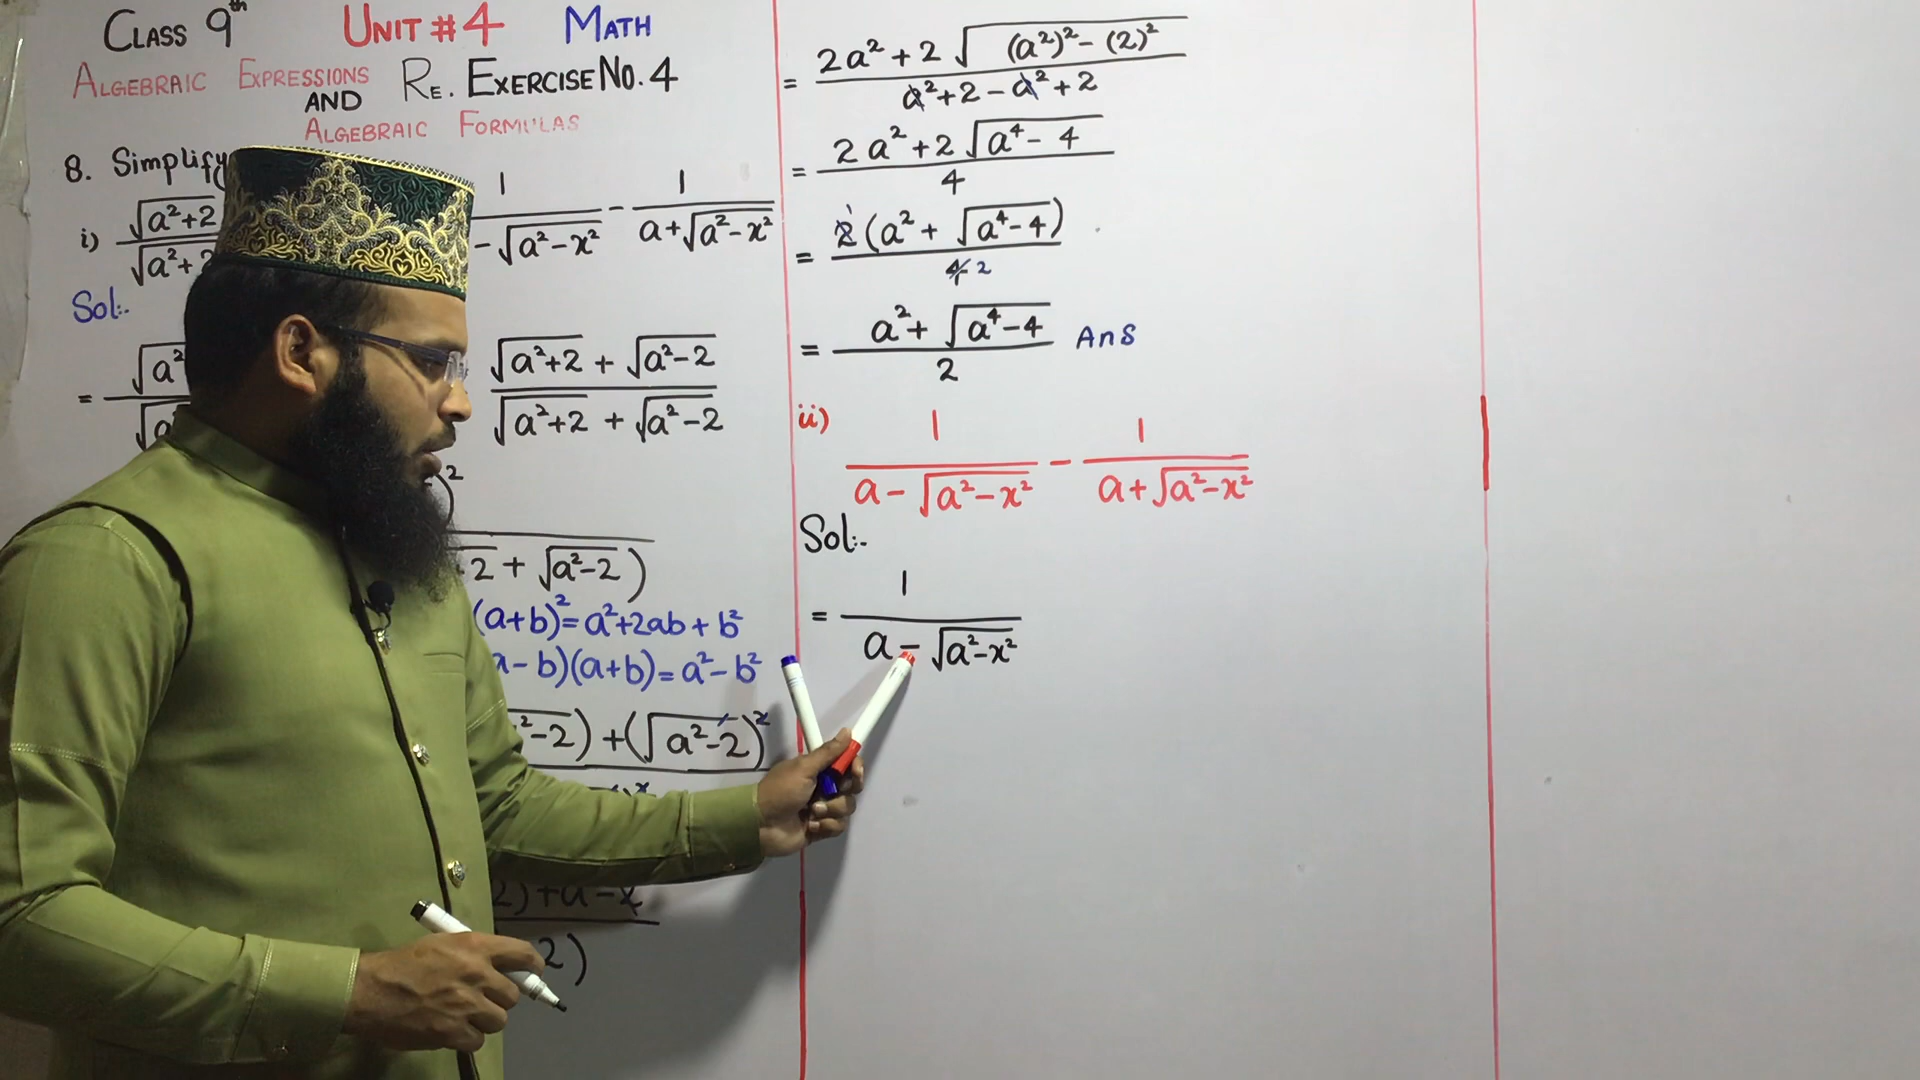 CLASS 9th UNIT #4 MATH
ALGEBRAIC EXPRESSIONS RE. EXERCISE NO. 4
AND
ALGEBRAIC FORMULAS
8. Simplify
i) √(a²+2) 1 1
√(a²+ -√(a²-x²) - a+√(a²-x²)
Sol:-
= √(a² √(a²+2) + √(a²-2)
√(a √(a²+2) + √(a²-2)
)²
2 + √(a²-2) )
(a+b)² = a²+2ab+b²
a-b)(a+b) = a²-b²
²-2) + (√(a²-2))²
2)+a-
2)
= 2a²+2√((a²)²-(2)²)
a²+2-a²+2
= 2a²+2√(a⁴-4)
4
= 2 1 (a²+√(a⁴-4))
4 2
= a²+√(a⁴-4) Ans
2
ii) 1 1
a-√(a²-x²) - a+√(a²-x²)
Sol:-
= 1
a-√(a²-x²)